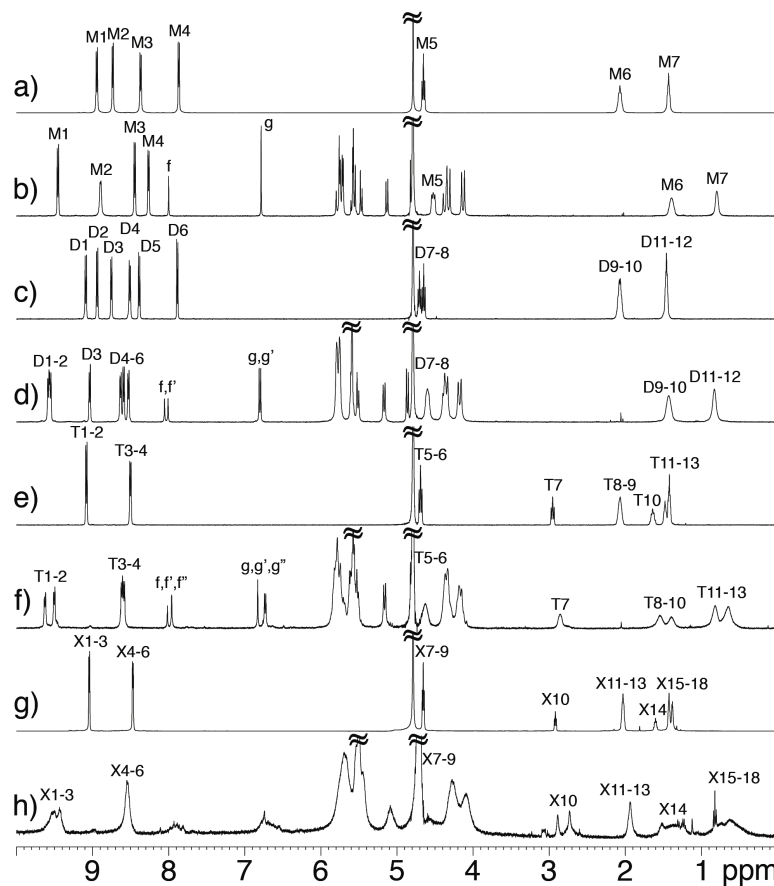 M1 M2 M3 M4 M5 M6 M7
a)
M1 M2 M3 M4 f g M5 M6 M7
b)
D1 D2 D3 D4 D5 D6 D7-8 D9-10 D11-12
c)
D1-2 D3 D4-6 f,f’ g,g’ D7-8 D9-10 D11-12
d)
T1-2 T3-4 T5-6 T7 T8-9 T10 T11-13
e)
T1-2 T3-4 f,f’,f” g,g’,g” T5-6 T7 T8-10 T11-13
f)
X1-3 X4-6 X7-9 X10 X11-13 X14 X15-18
g)
X1-3 X4-6 X7-9 X10 X11-13 X14 X15-18
h)
9 8 7 6 5 4 3 2 1 ppm